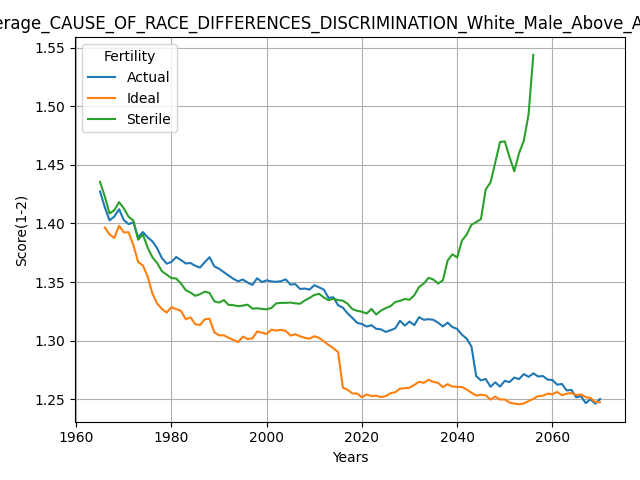 erage_CAUSE_OF_RACE_DIFFERENCES_DISCRIMINATION_White_Male_Above_A
Fertility
Actual
Ideal
Sterile
Score(1-2)
1.55
1.50
1.45
1.40
1.35
1.30
1.25
1960 1980 2000 2020 2040 2060
Years